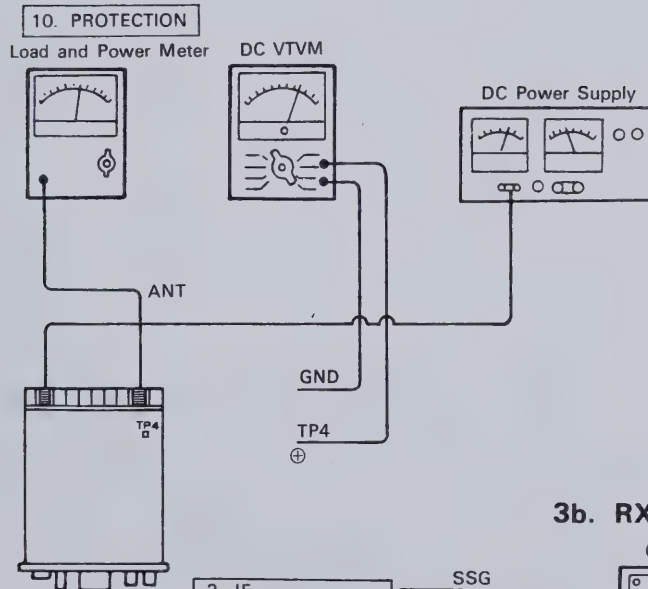 10. PROTECTION
Load and Power Meter
DC VTVM
DC Power Supply
ANT
GND
TP4
TP4
⊕
3b. RX
SSG